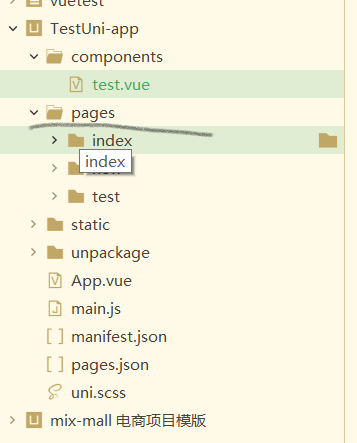 vuetest
TestUni-app
components
test.vue
pages
index
index
test
static
unpackage
App.vue
main.js
manifest.json
pages.json
uni.scss
mix-mall 电商项目模版